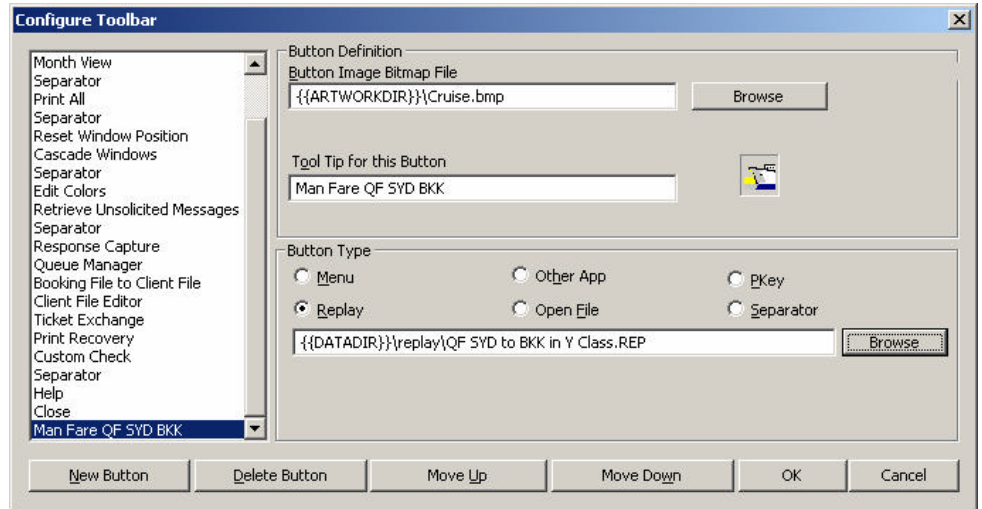 Configure Toolbar
Month View
Separator
Print All
Separator
Reset Window Position
Cascade Windows
Separator
Edit Colors
Retrieve Unsolicited Messages
Separator
Response Capture
Queue Manager
Booking File to Client File
Client File Editor
Ticket Exchange
Print Recovery
Custom Check
Separator
Help
Close
Man Fare QF SYD BKK
Button Definition
Button Image Bitmap File
{{ARTWORKDIR}}\Cruise.bmp
Browse
Tool Tip for this Button
Man Fare QF SYD BKK
Button Type
Menu
Other App
PKey
Replay
Open File
Separator
{{DATADIR}}\replay\QF SYD to BKK in Y Class.REP
Browse
New Button
Delete Button
Move Up
Move Down
OK
Cancel